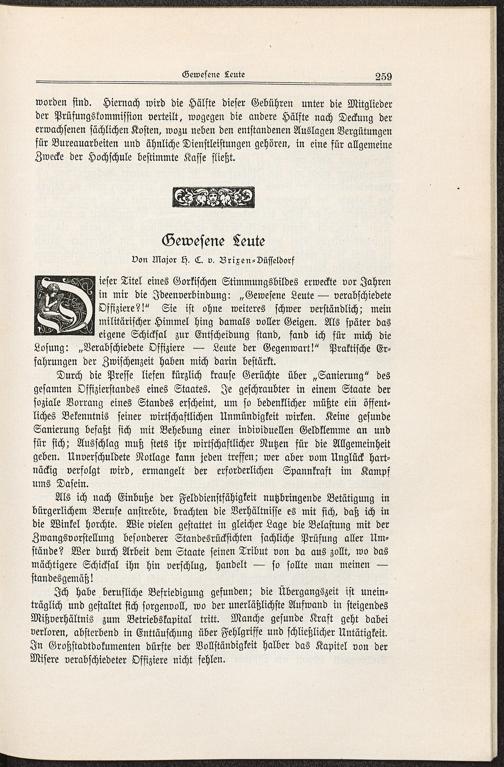 Gewesene Leute 259
worden sind. Hiernach wird die Hälfte dieser Gebühren unter die Mitglieder
der Prüfungskommission verteilt, wogegen die andere Hälfte nach Deckung der
erwachsenen sächlichen Kosten, wozu neben den entstandenen Auslagen Vergütungen
für Bureauarbeiten und ähnliche Dienstleistungen gehören, in eine für allgemeine
Zwecke der Hochschule bestimmte Kasse fließt.
Gewesene Leute
Von Major H. C. v. Brixen-Düsseldorf
Dieser Titel eines Gorkischen Stimmungsbildes erweckte vor Jahren
in mir die Ideenverbindung: „Gewesene Leute — verabschiedete
Offiziere?!“ Sie ist ohne weiteres schwer verständlich; mein
militärischer Himmel hing damals voller Geigen. Als später das
eigene Schicksal zur Entscheidung stand, fand ich für mich die
Losung: „Verabschiedete Offiziere — Leute der Gegenwart!“ Praktische Er-
fahrungen der Zwischenzeit haben mich darin bestärkt.
Durch die Presse liefen kürzlich krause Gerüchte über „Sanierung“ des
gesamten Offizierstandes eines Staates. Je geschraubter in einem Staate der
soziale Vorrang eines Standes erscheint, um so bedenklicher müßte ein öffent-
liches Bekenntnis seiner wirtschaftlichen Unmündigkeit wirken. Keine gesunde
Sanierung befaßt sich mit Behebung einer individuellen Geldklemme an und
für sich; Ausschlag muß stets ihr wirtschaftlicher Nutzen für die Allgemeinheit
geben. Unverschuldete Notlage kann jeden treffen; wer aber vom Unglück hart-
näckig verfolgt wird, ermangelt der erforderlichen Spannkraft im Kampf
ums Dasein.
Als ich nach Einbuße der Felddienstfähigkeit nutzbringende Betätigung in
bürgerlichem Berufe anstrebte, brachten die Verhältnisse es mit sich, daß ich in
die Winkel horchte. Wie vielen gestattet in gleicher Lage die Belastung mit der
Zwangsvorstellung besonderer Standesrücksichten sachliche Prüfung aller Um-
stände? Wer durch Arbeit dem Staate seinen Tribut von da aus zollt, wo das
mächtigere Schicksal ihn hin verschlug, handelt — so sollte man meinen —
standesgemäß!
Ich habe berufliche Befriedigung gefunden; die Übergangszeit ist unein-
träglich und gestaltet sich sorgenvoll, wo der unerläßlichste Aufwand in steigendes
Mißverhältnis zum Betriebskapital tritt. Manche gesunde Kraft geht dabei
verloren, absterbend in Enttäuschung über Fehlgriffe und schließlicher Untätigkeit.
In Großstadtdokumenten dürfte der Vollständigkeit halber das Kapitel von der
Misere verabschiedeter Offiziere nicht fehlen.